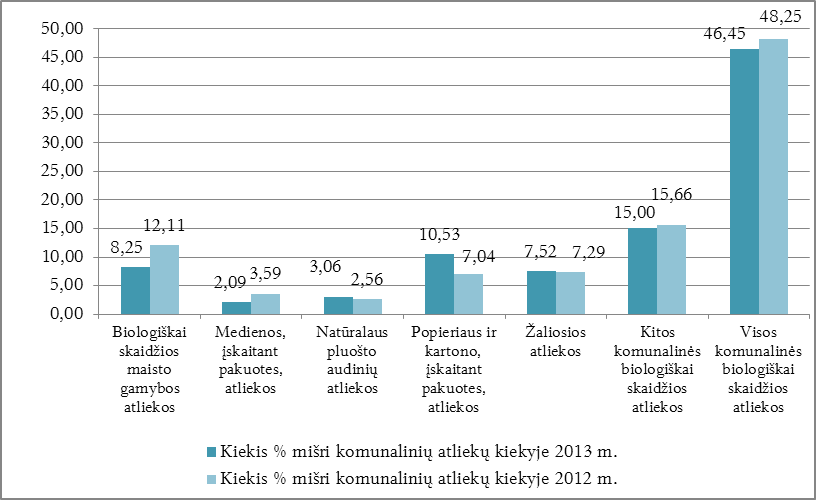 50,00
45,00
40,00
35,00
30,00
25,00
20,00
15,00
10,00
5,00
0,00
8,25
12,11
2,09
3,59
3,06
2,56
10,53
7,04
7,52
7,29
15,00
15,66
46,45
48,25
Biologiškai
skaidžios
maisto
gamybos
atliekos
Medienos,
įskaitant
pakuotes,
atliekos
Natūralaus
pluošto
audinių
atliekos
Popieriaus ir
kartono,
įskaitant
pakuotes,
atliekos
Žaliosios
atliekos
Kitos
komunalinės
biologiškai
skaidžios
atliekos
Visos
komunalinės
biologiškai
skaidžios
atliekos
Kiekis % mišri komunalinių atliekų kiekyje 2013 m.
Kiekis % mišri komunalinių atliekų kiekyje 2012 m.